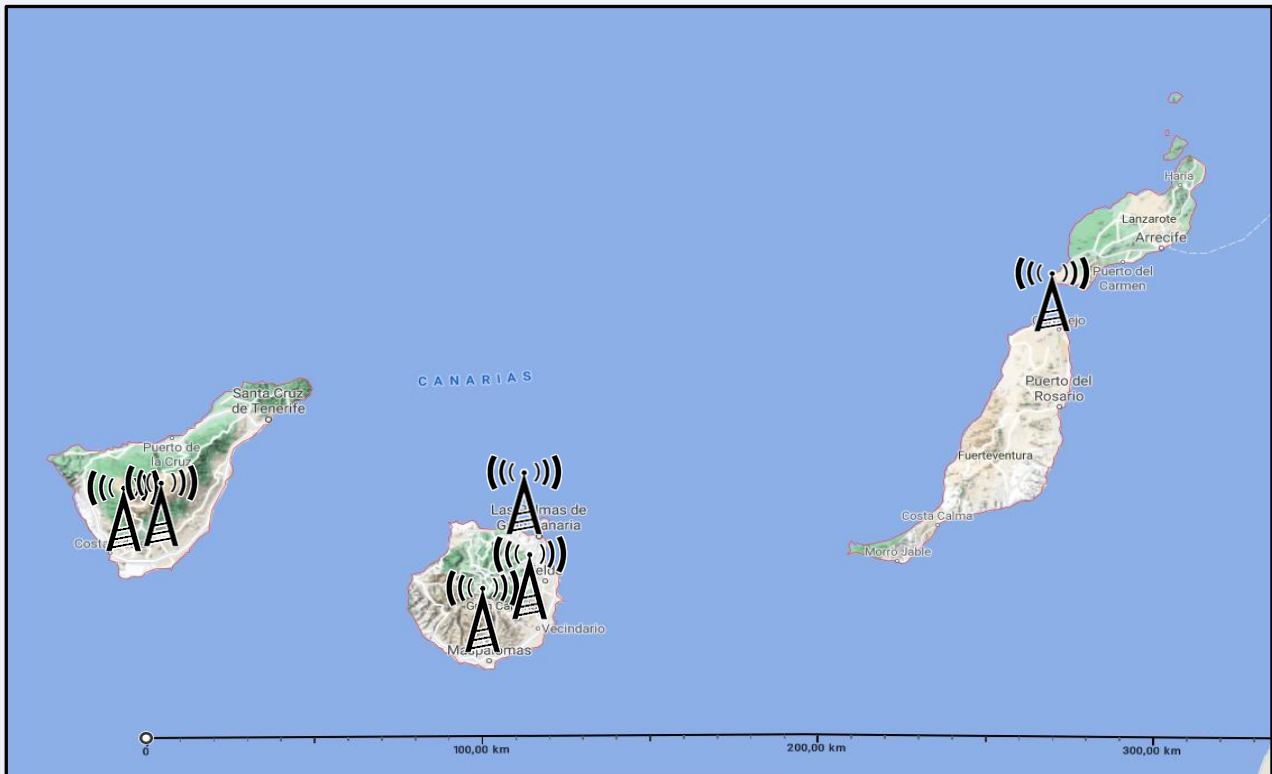 Haría
Lanzarote
Arrecife
Puerto del
Carmen
Puerto del
Rosario
Fuerteventura
Costa Calma
Morro Jable
CANARIAS
Santa Cruz
de Tenerife
Puerto de
la Cruz
Costa
Vecindario
0
100,00 km
200,00 km
300,00 km